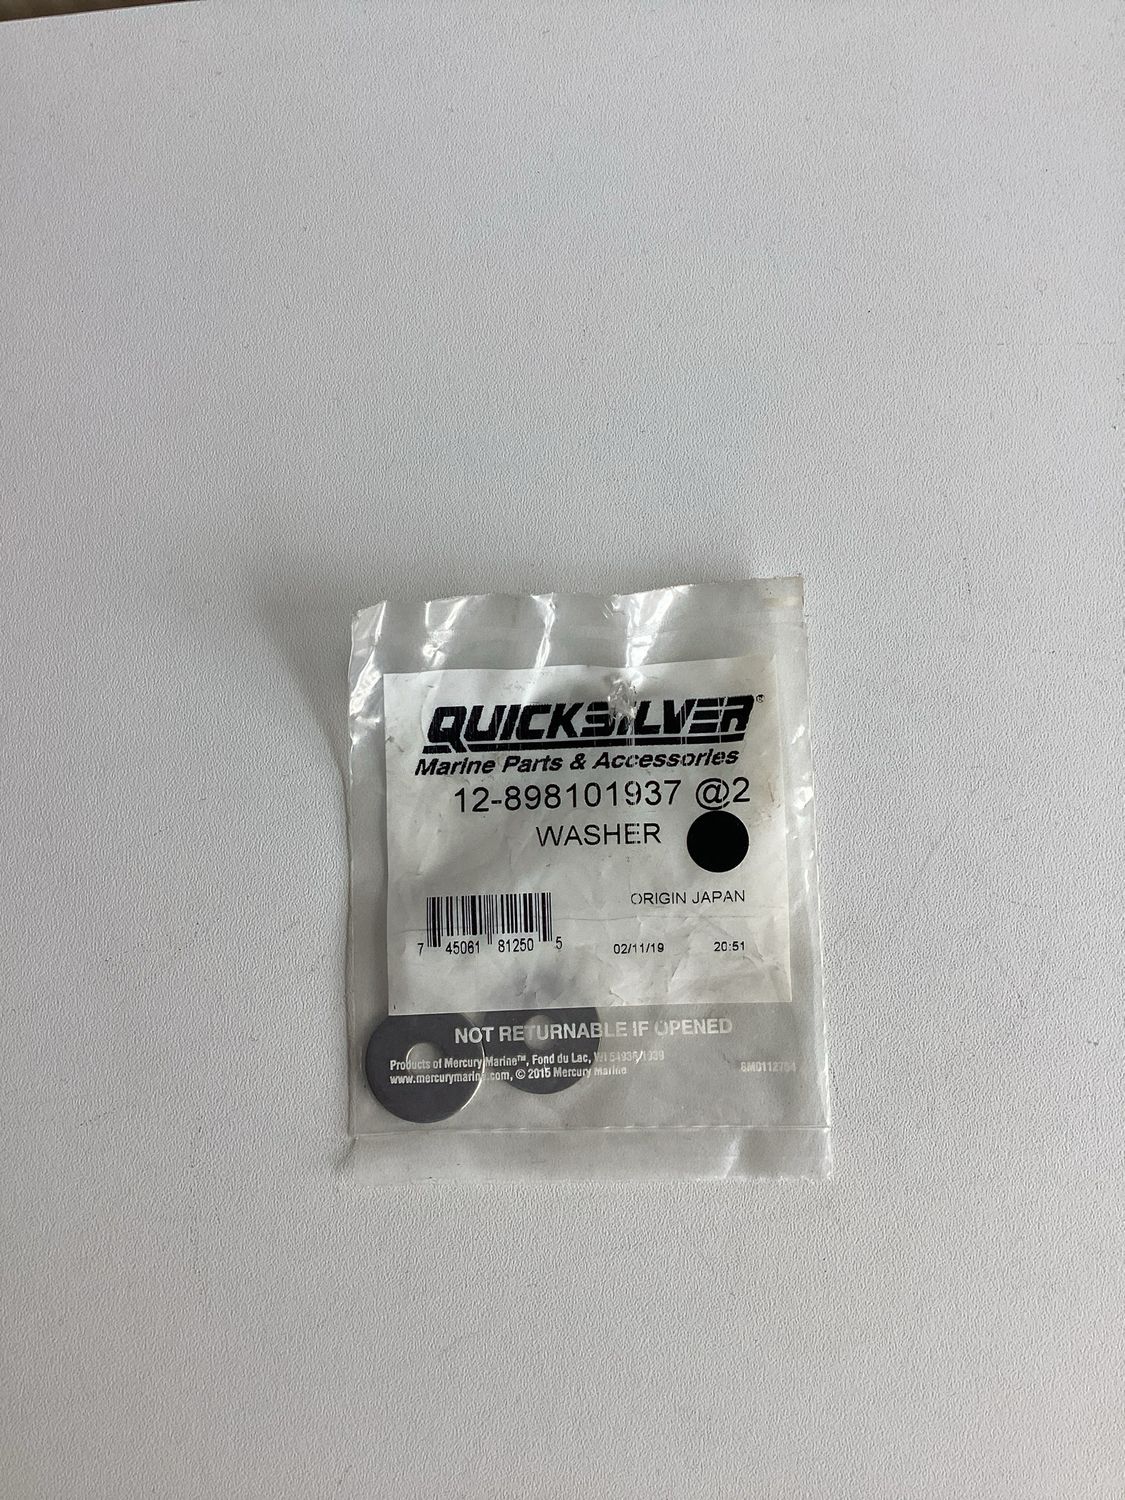 QUICKSILVER®
Marine Parts & Accessories
12-898101937 @2
WASHER
ORIGIN JAPAN
7 45061 81250 5
02/11/19 20:51
NOT RETURNABLE IF OPENED
Products of Mercury Marine™, Fond du Lac, WI
www.mercurymarine.com, © 2015 Mercury Marine